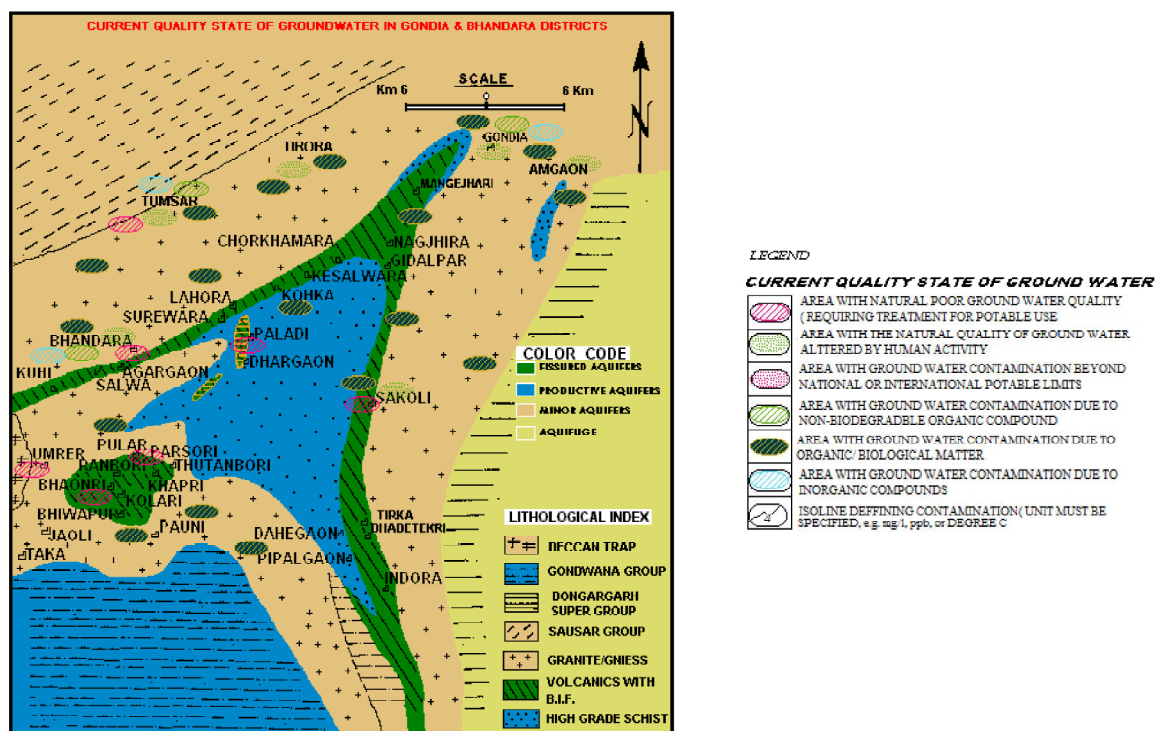 CURRENT QUALITY STATE OF GROUNDWATER IN GONDIA & BHANDARA DISTRICTS
SCALE
Km 6
6 Km
N
GONDIA
TIRORA
AMGAON
MANGEJHARI
TUMSAR
CHORKHAMARA
NAGJHIRA
GIDALPAR
KESALWARA
KOHKA
LAHORA
SUREWARA
PALADI
BHANDARA
DHARGAON
KUHI
AGARGAON
SALWA
SAKOLI
PULAR
UMRER
PARSORI
RANBORI
THUTANBORI
BHAONRI
KHAPRI
KOLARI
BHIWAPUR
PAUNI
JAOLI
TAKA
DAHEGAON
TIRKA
DHADETEKRI
PIPALGAON
INDORA
COLOR CODE
FISSURED AQUIFERS
PRODUCTIVE AQUIFERS
MINOR AQUIFERS
AQUIFUGE
LITHOLOGICAL INDEX
DECCAN TRAP
GONDWANA GROUP
DONGARGARH
SUPER GROUP
SAUSAR GROUP
GRANITE/GNIESS
VOLCANICS WITH
B.I.F.
HIGH GRADE SCHIST
LEGEND
CURRENT QUALITY STATE OF GROUND WATER
AREA WITH NATURAL POOR GROUND WATER QUALITY
( REQUIRING TREATMENT FOR POTABLE USE
AREA WITH THE NATURAL QUALITY OF GROUND WATER
ALTTERED BY HUMAN ACTIVITY
AREA WITH GROUND WATER CONTAMINATION BEYOND
NATIONAL OR INTERNATIONAL POTABLE LIMITS
AREA WITH GROUND WATER CONTAMINATION DUE TO
NON-BIODEGRADBLE ORGANIC COMPOUND
AREA WITH GROUND WATER CONTAMINATION DUE TO
ORGANIC/ BIOLOGICAL MATTER
AREA WITH GROUND WATER CONTAMINATION DUE TO
INORGANIC COMPOUNDS
4
ISOLINE DEFFINING CONTAMINATION( UNIT MUST BE
SPECIFIED, e.g. mg/l, ppb, or DEGREE C